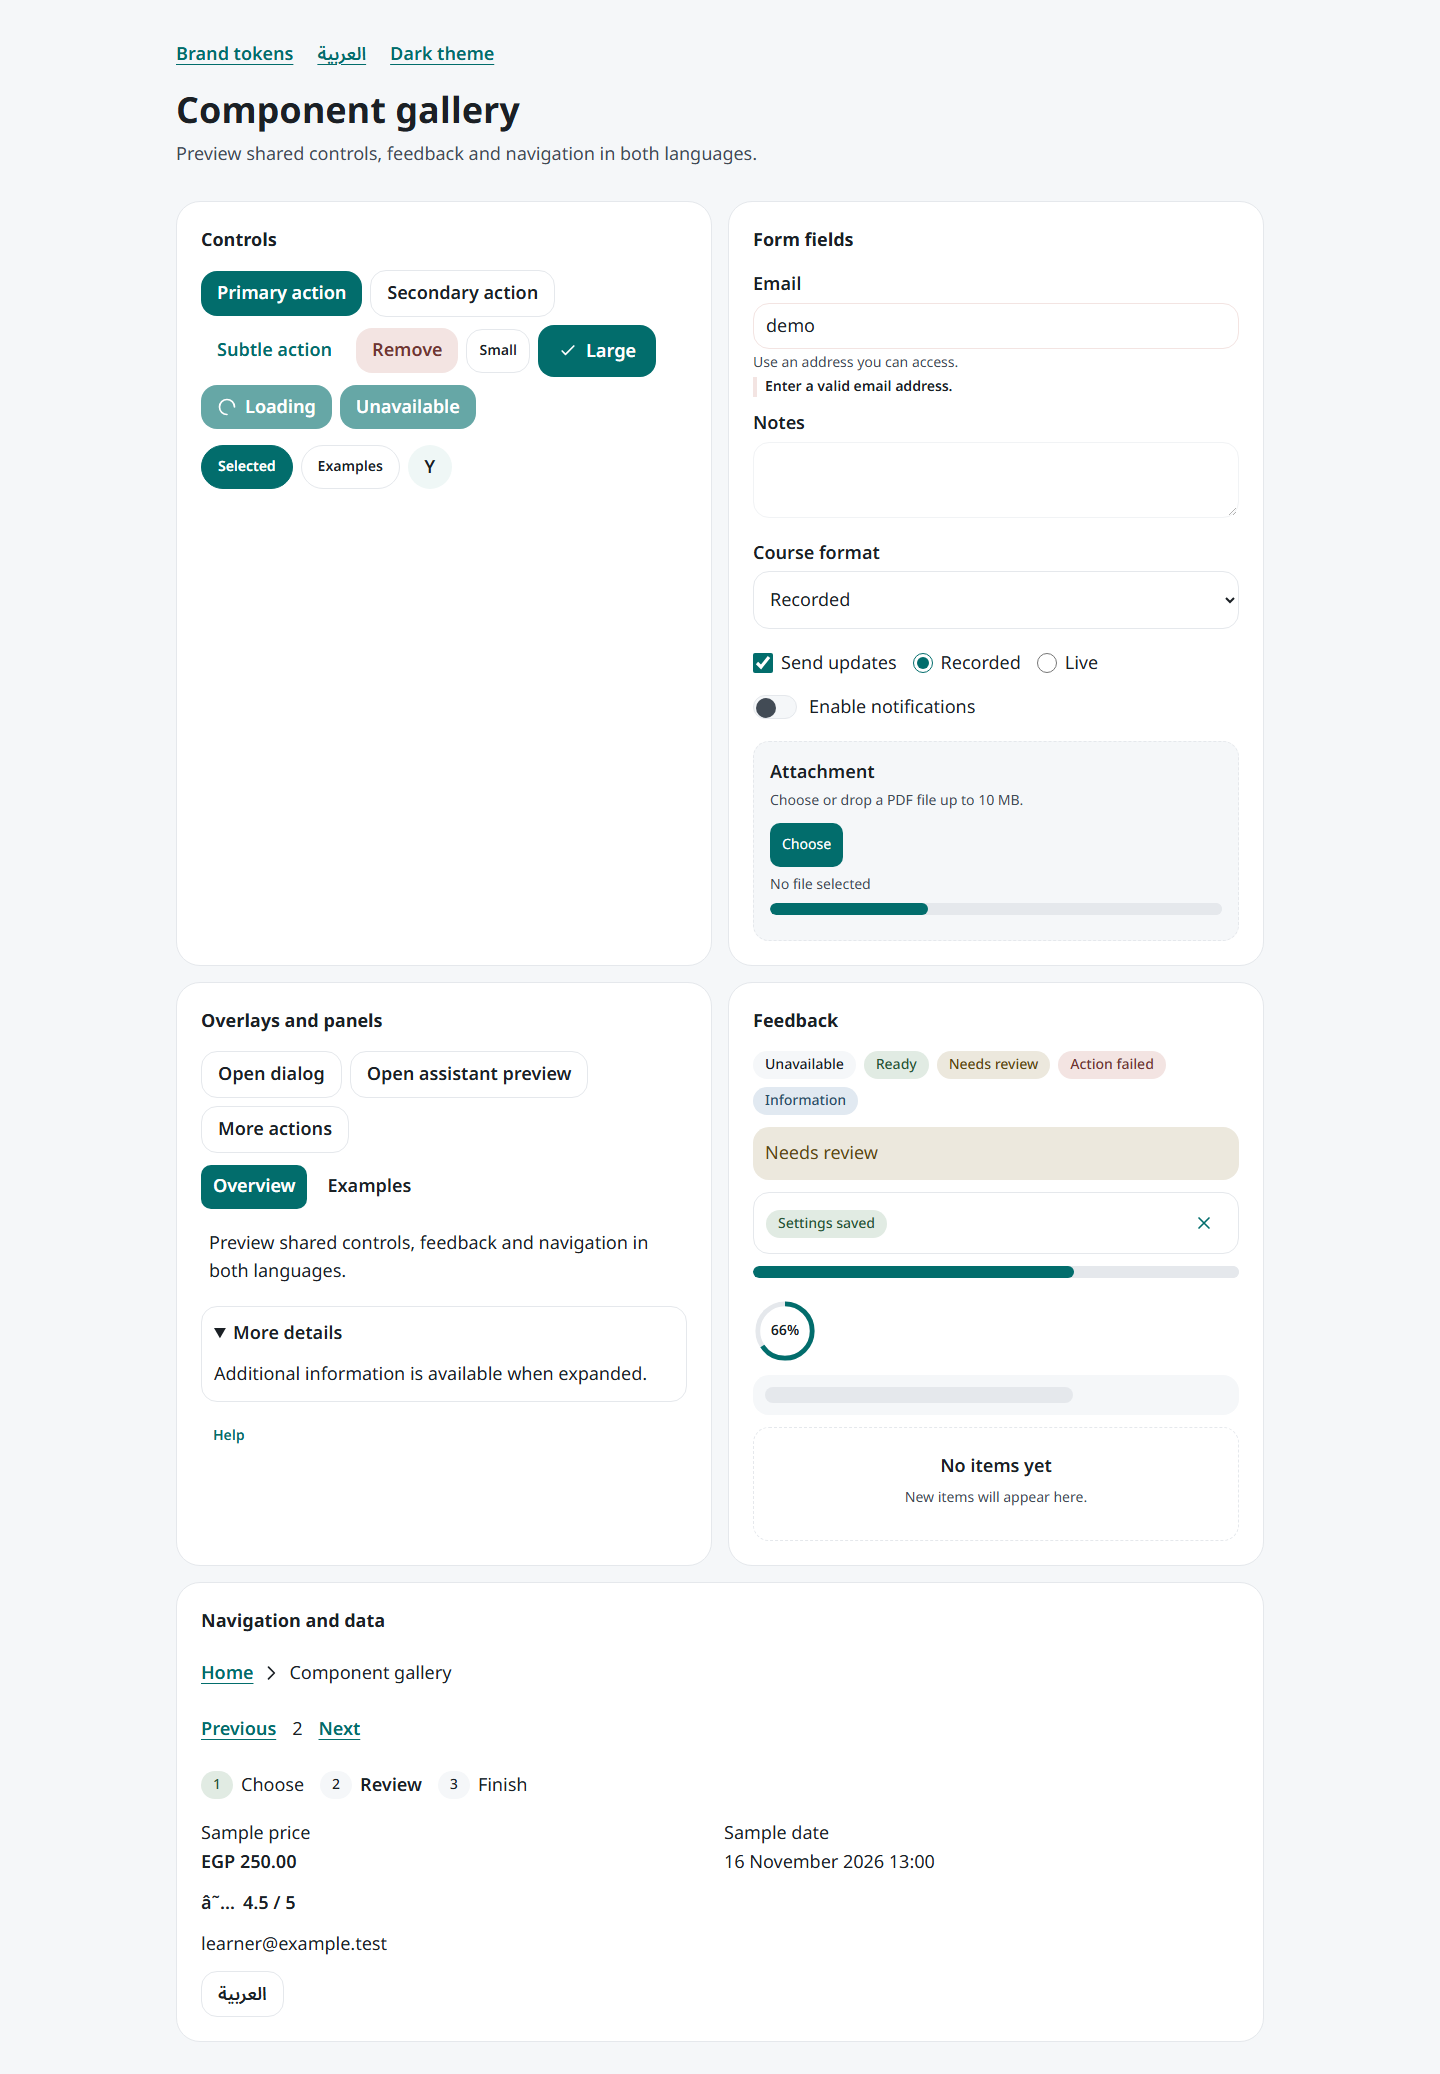 Brand tokens العربية Dark theme
Component gallery
Preview shared controls, feedback and navigation in both languages.
Controls
Primary action Secondary action
Subtle action Remove Small Large
Loading Unavailable
Selected Examples Y
Form fields
Email
demo
Use an address you can access.
Enter a valid email address.
Notes
Course format
Recorded
Send updates Recorded Live
Enable notifications
Attachment
Choose or drop a PDF file up to 10 MB.
Choose
No file selected
Overlays and panels
Open dialog Open assistant preview
More actions
Overview Examples
Preview shared controls, feedback and navigation in
both languages.
More details
Additional information is available when expanded.
Help
Feedback
Unavailable Ready Needs review Action failed
Information
Needs review
Settings saved
66%
No items yet
New items will appear here.
Navigation and data
Home Component gallery
Previous 2 Next
1 Choose 2 Review 3 Finish
Sample price
EGP 250.00
Sample date
16 November 2026 13:00
â˜… 4.5 / 5
learner@example.test
العربية